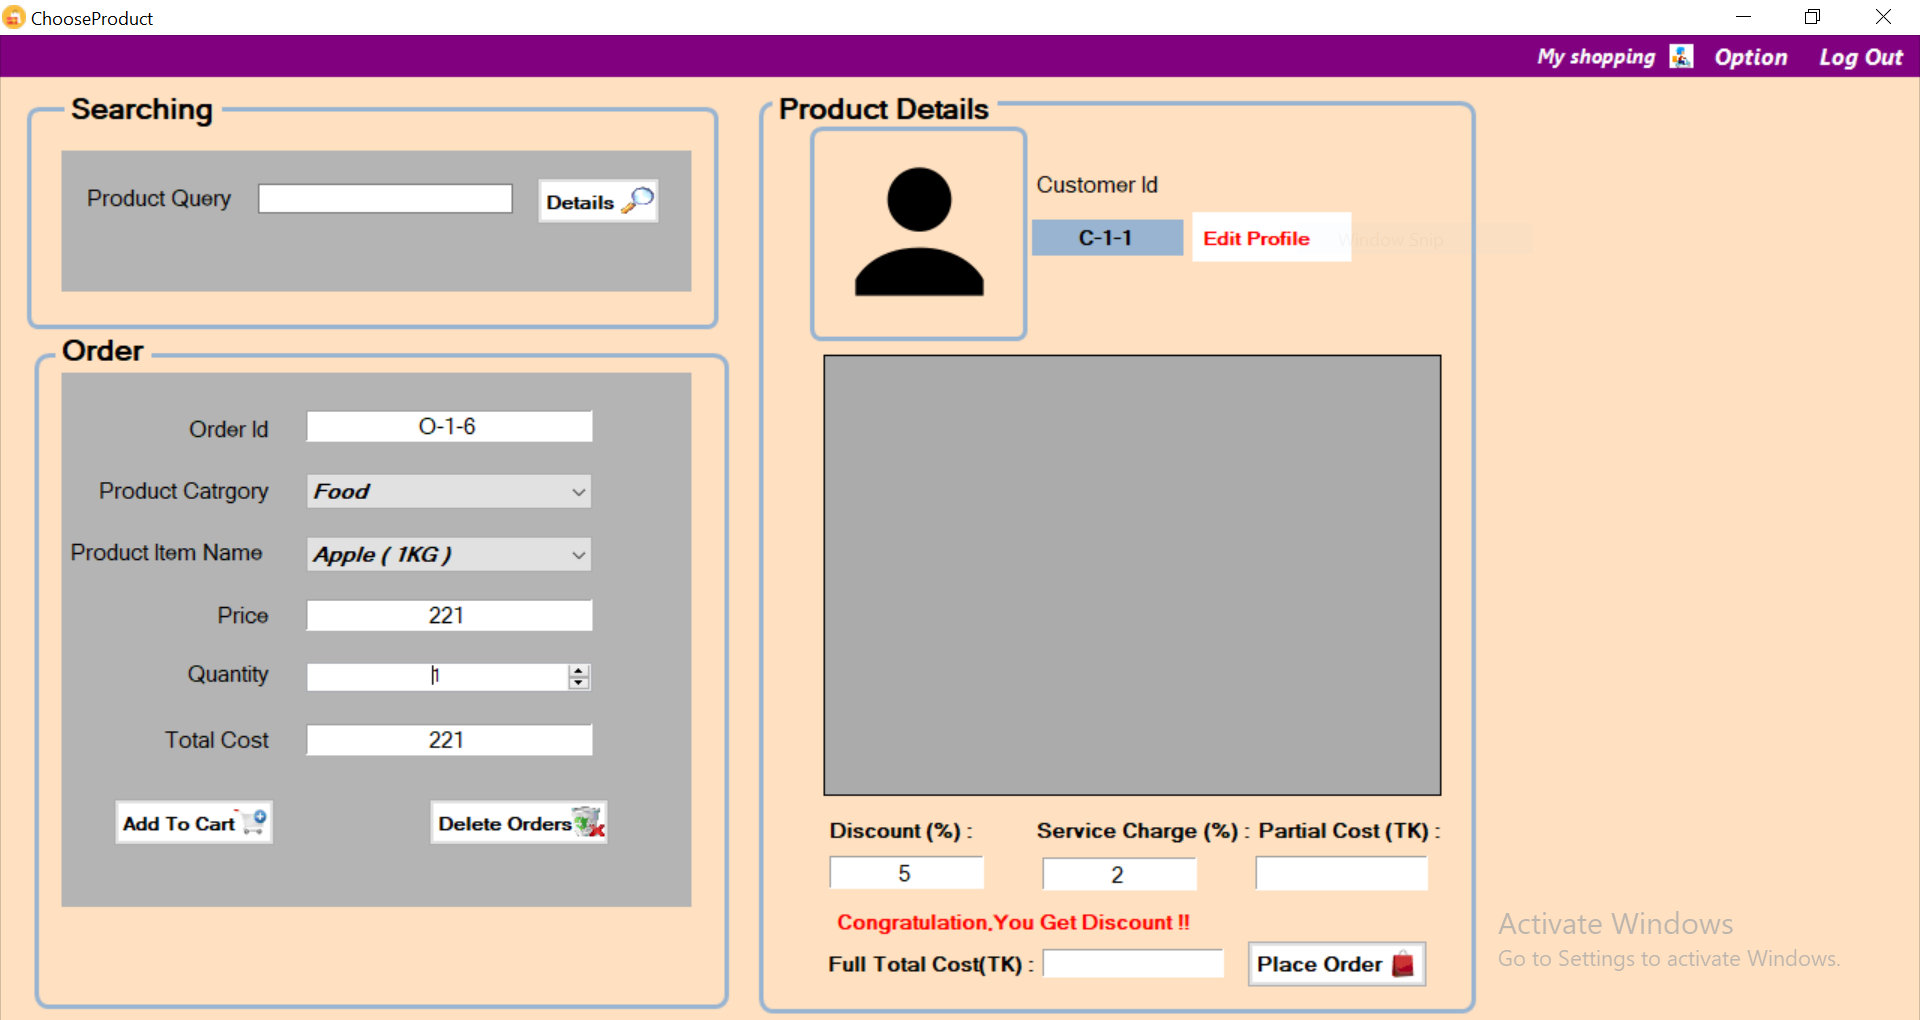 ChooseProduct
My shopping Option Log Out
Searching
Product Query
Details
Order
Order Id O-1-6
Product Catrgory Food
Product Item Name Apple ( 1KG )
Price 221
Quantity 1
Total Cost 221
Add To Cart Delete Orders
Product Details
Customer Id
C-1-1 Edit Profile
Window Snip
Discount (%) : Service Charge (%) : Partial Cost (TK) :
5 2
Congratulation,You Get Discount !!
Full Total Cost(TK) : Place Order
Activate Windows
Go to Settings to activate Windows.